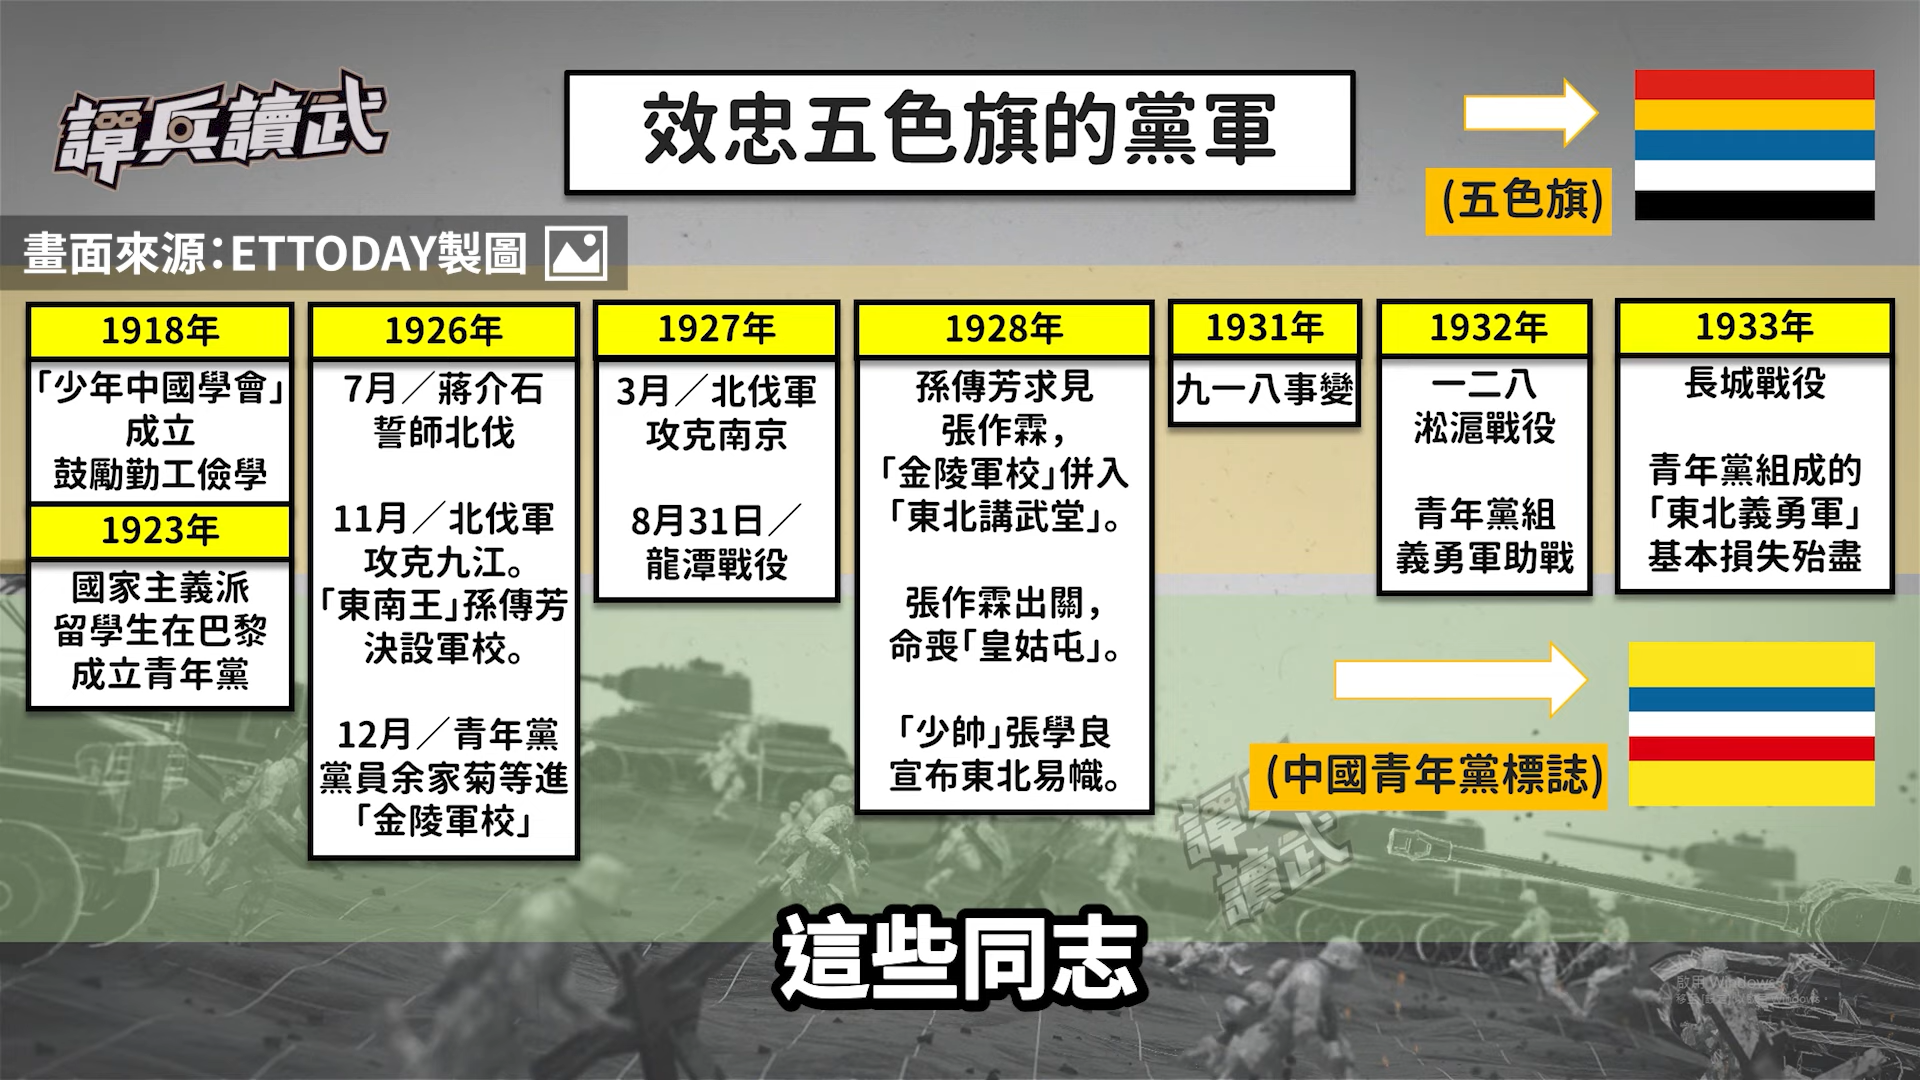 譚兵讀武
效忠五色旗的黨軍
(五色旗)
畫面來源：ETTODAY製圖
1918年
「少年中國學會」
成立
鼓勵勤工儉學
1923年
國家主義派
留學生在巴黎
成立青年黨
1926年
7月／蔣介石
誓師北伐
11月／北伐軍
攻克九江。
「東南王」孫傳芳
決設軍校。
12月／青年黨
黨員余家菊等進
「金陵軍校」
1927年
3月／北伐軍
攻克南京
8月31日／
龍潭戰役
1928年
孫傳芳求見
張作霖，
「金陵軍校」併入
「東北講武堂」。
張作霖出關，
命喪「皇姑屯」。
「少帥」張學良
宣布東北易幟。
1931年
九一八事變
1932年
一二八
淞滬戰役
青年黨組
義勇軍助戰
1933年
長城戰役
青年黨組成的
「東北義勇軍」
基本損失殆盡
(中國青年黨標誌)
譚兵
讀武
這些同志
啟用 Windows